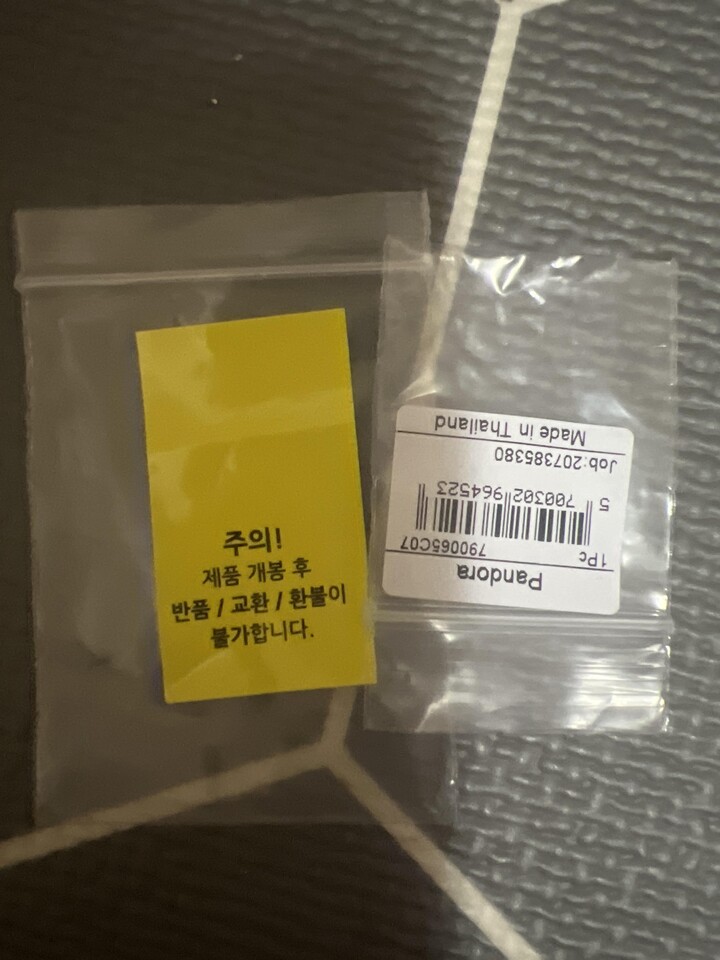 주의!
제품 개봉 후
반품 / 교환 / 환불이
불가합니다.
Pandora
1Pc 790065C07
5 700302 964523
Job:207385380
Made in Thailand